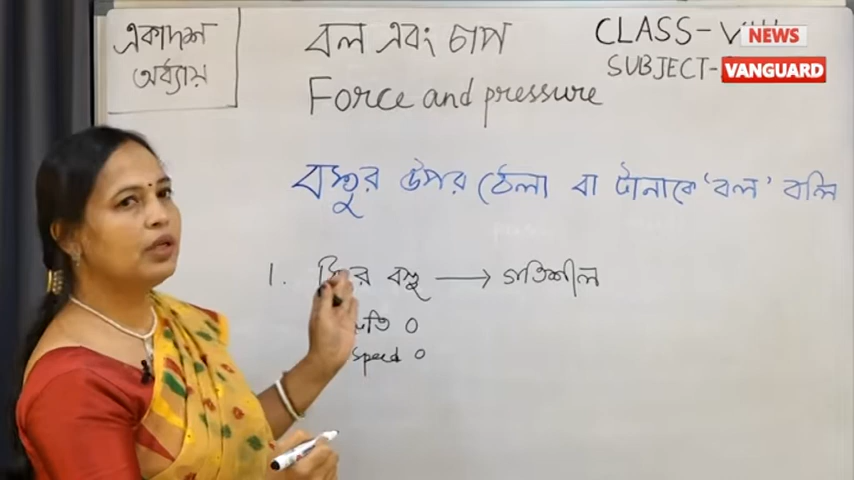 একাদশ
অধ্যায়
বল এবং চাপ
Force and pressure
CLASS-
SUBJECT-
NEWS
VANGUARD
বস্তুর উপর ঠেলা বা টানাকে 'বল' বলি
1. স্থির বস্তু → গতিশীল
0
Speed 0